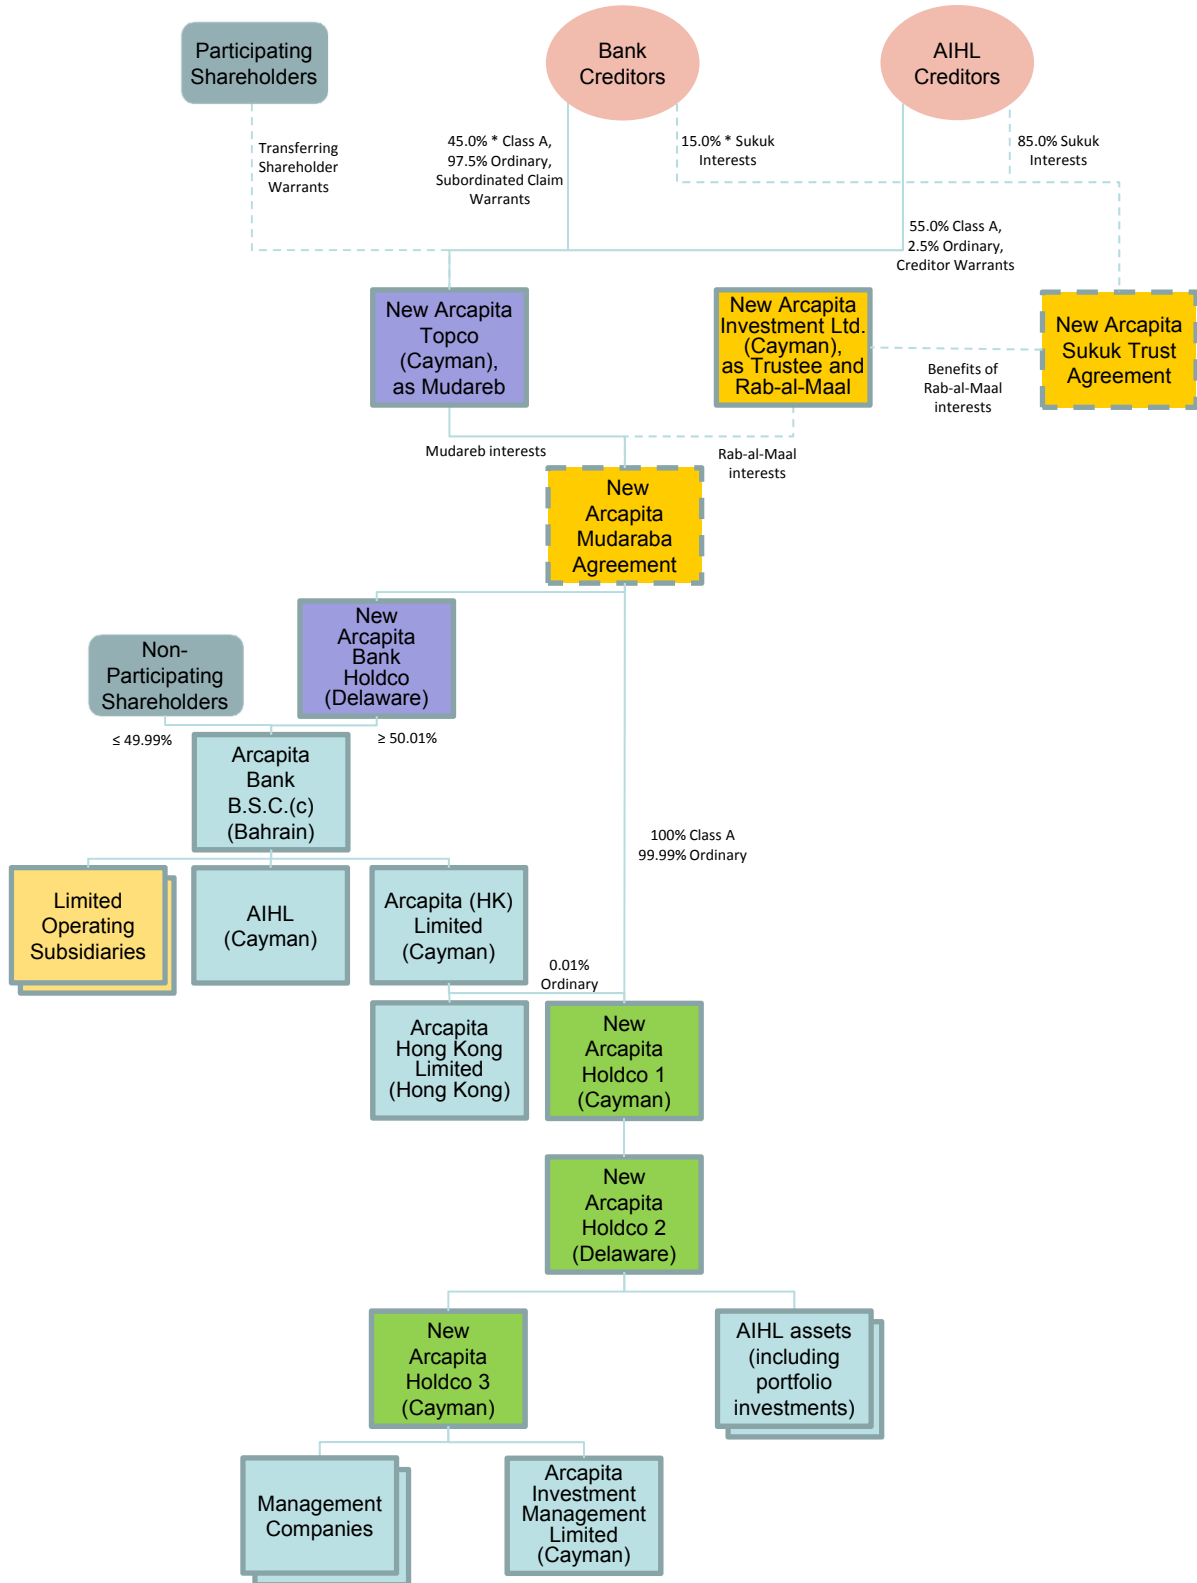 Participating
Shareholders
Bank
Creditors
AIHL
Creditors
Transferring
Shareholder
Warrants
45.0% * Class A,
97.5% Ordinary,
Subordinated Claim
Warrants
15.0% * Sukuk
Interests
85.0% Sukuk
Interests
55.0% Class A,
2.5% Ordinary,
Creditor Warrants
New Arcapita
Topco
(Cayman),
as Mudareb
New Arcapita
Investment Ltd.
(Cayman),
as Trustee and
Rab-al-Maal
New Arcapita
Sukuk Trust
Agreement
Benefits of
Rab-al-Maal
interests
Mudareb interests
Rab-al-Maal
interests
New
Arcapita
Mudaraba
Agreement
New
Arcapita
Bank
Holdco
(Delaware)
Non-
Participating
Shareholders
≤ 49.99%
≥ 50.01%
Arcapita
Bank
B.S.C.(c)
(Bahrain)
100% Class A
99.99% Ordinary
Limited
Operating
Subsidiaries
AIHL
(Cayman)
Arcapita (HK)
Limited
(Cayman)
0.01%
Ordinary
Arcapita
Hong Kong
Limited
(Hong Kong)
New
Arcapita
Holdco 1
(Cayman)
New
Arcapita
Holdco 2
(Delaware)
New
Arcapita
Holdco 3
(Cayman)
AIHL assets
(including
portfolio
investments)
Management
Companies
Arcapita
Investment
Management
Limited
(Cayman)